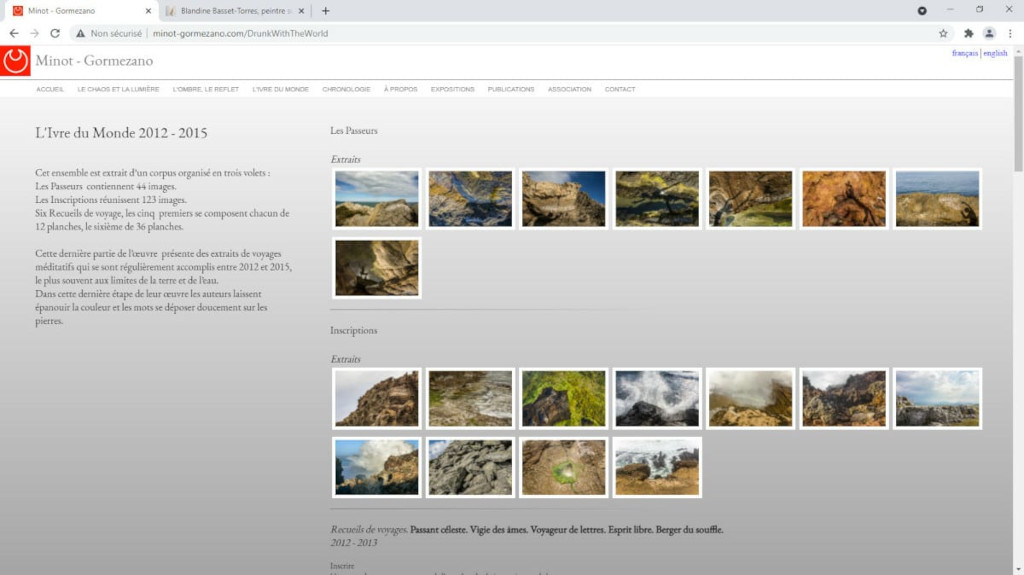 Minot - Gormezano
Blandine Basset-Torres, peintre
Non sécurisé
minot-gormezano.com/DrunkWithTheWorld
Minot - Gormezano
français | english
ACCUEIL LE CHAOS ET LA LUMIÈRE L'OMBRE, LE REFLET L'IVRE DU MONDE CHRONOLOGIE À PROPOS EXPOSITIONS PUBLICATIONS ASSOCIATION CONTACT
L'Ivre du Monde 2012 - 2015
Cet ensemble est extrait d'un corpus organisé en trois volets :
Les Passeurs contiennent 44 images.
Les Inscriptions réunissent 123 images.
Six Recueils de voyage, les cinq premiers se composent chacun de
12 planches, le sixième de 36 planches.
Cette dernière partie de l'œuvre présente des extraits de voyages
méditatifs qui se sont régulièrement accomplis entre 2012 et 2015,
le plus souvent aux limites de la terre et de l'eau.
Dans cette dernière étape de leur œuvre les auteurs laissent
épanouir la couleur et les mots se déposer doucement sur les
pierres.
Les Passeurs
Extraits
Inscriptions
Extraits
Recueils de voyages. Passant céleste. Vigie des âmes. Voyageur de lettres. Esprit libre. Berger du souffle.
2012 - 2013
Inscrire